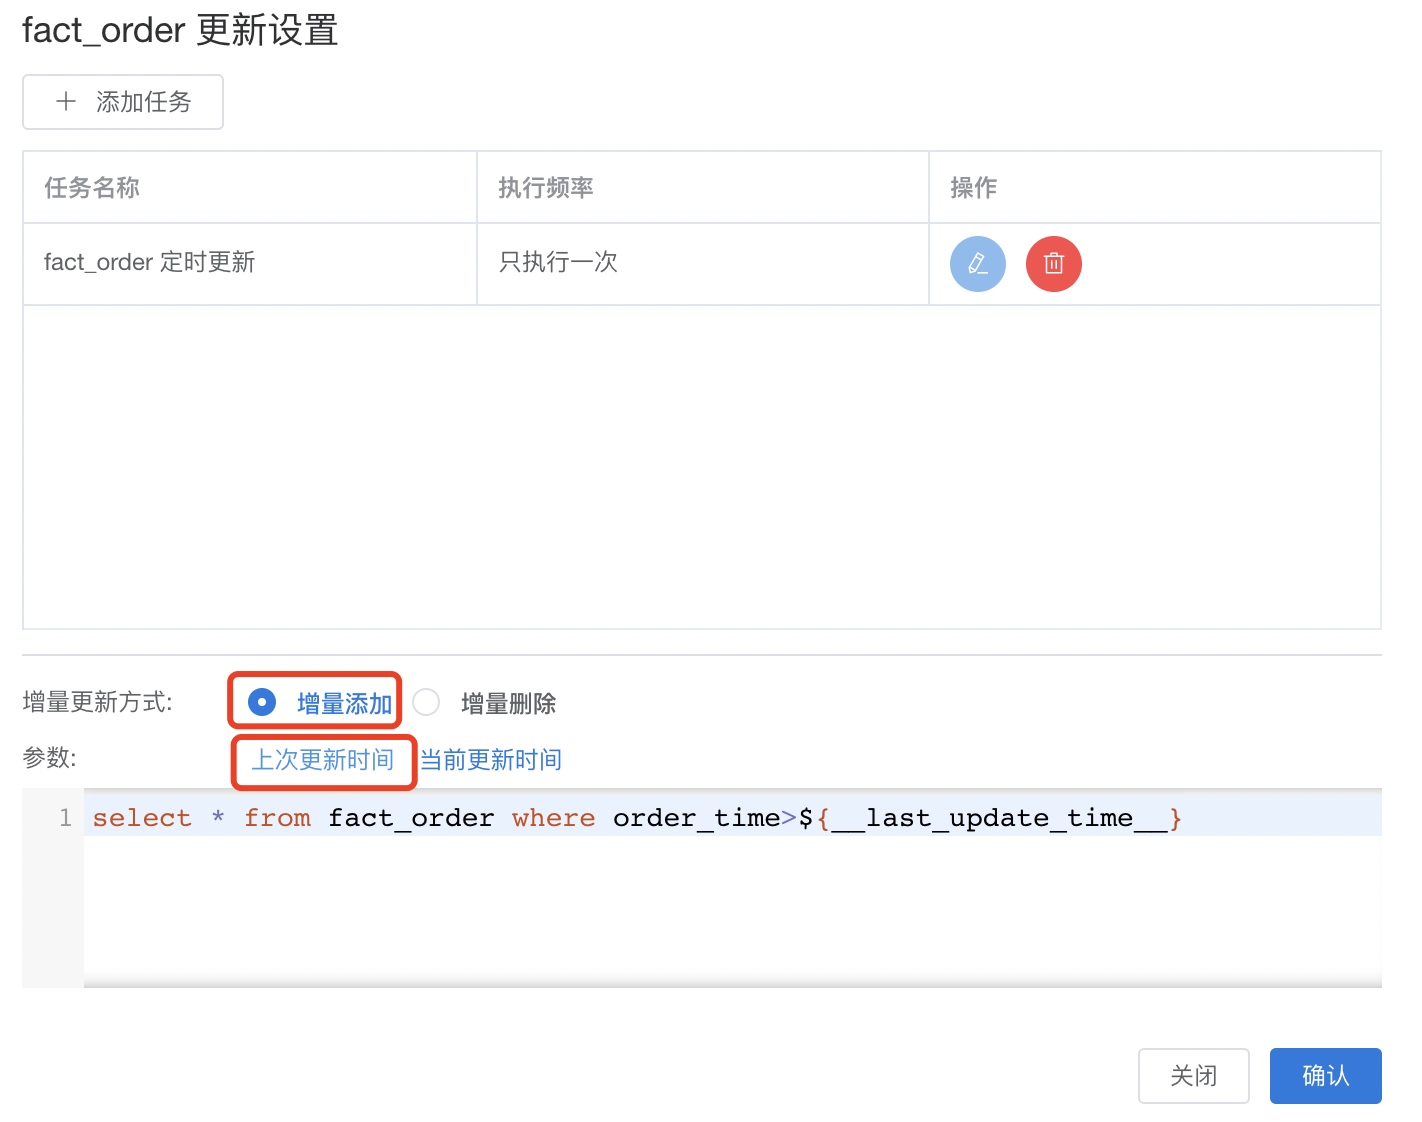 fact_order 更新设置
添加任务
任务名称 执行频率 操作
fact_order 定时更新 只执行一次
增量更新方式: 增量添加 增量删除
参数: 上次更新时间 当前更新时间
1 select * from fact_order where order_time>${__last_update_time__}
关闭 确认